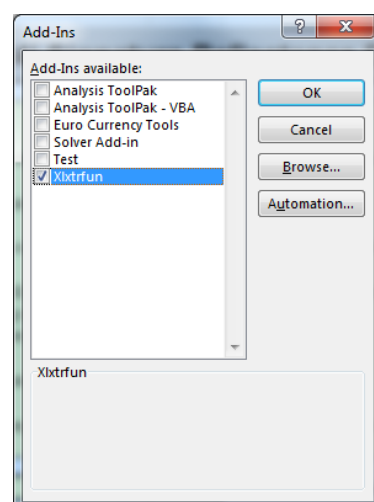 Add-Ins
?
X
Add-Ins available:
Analysis ToolPak
Analysis ToolPak - VBA
Euro Currency Tools
Solver Add-in
Test
Xlxtrfun
OK
Cancel
Browse...
Automation...
Xlxtrfun